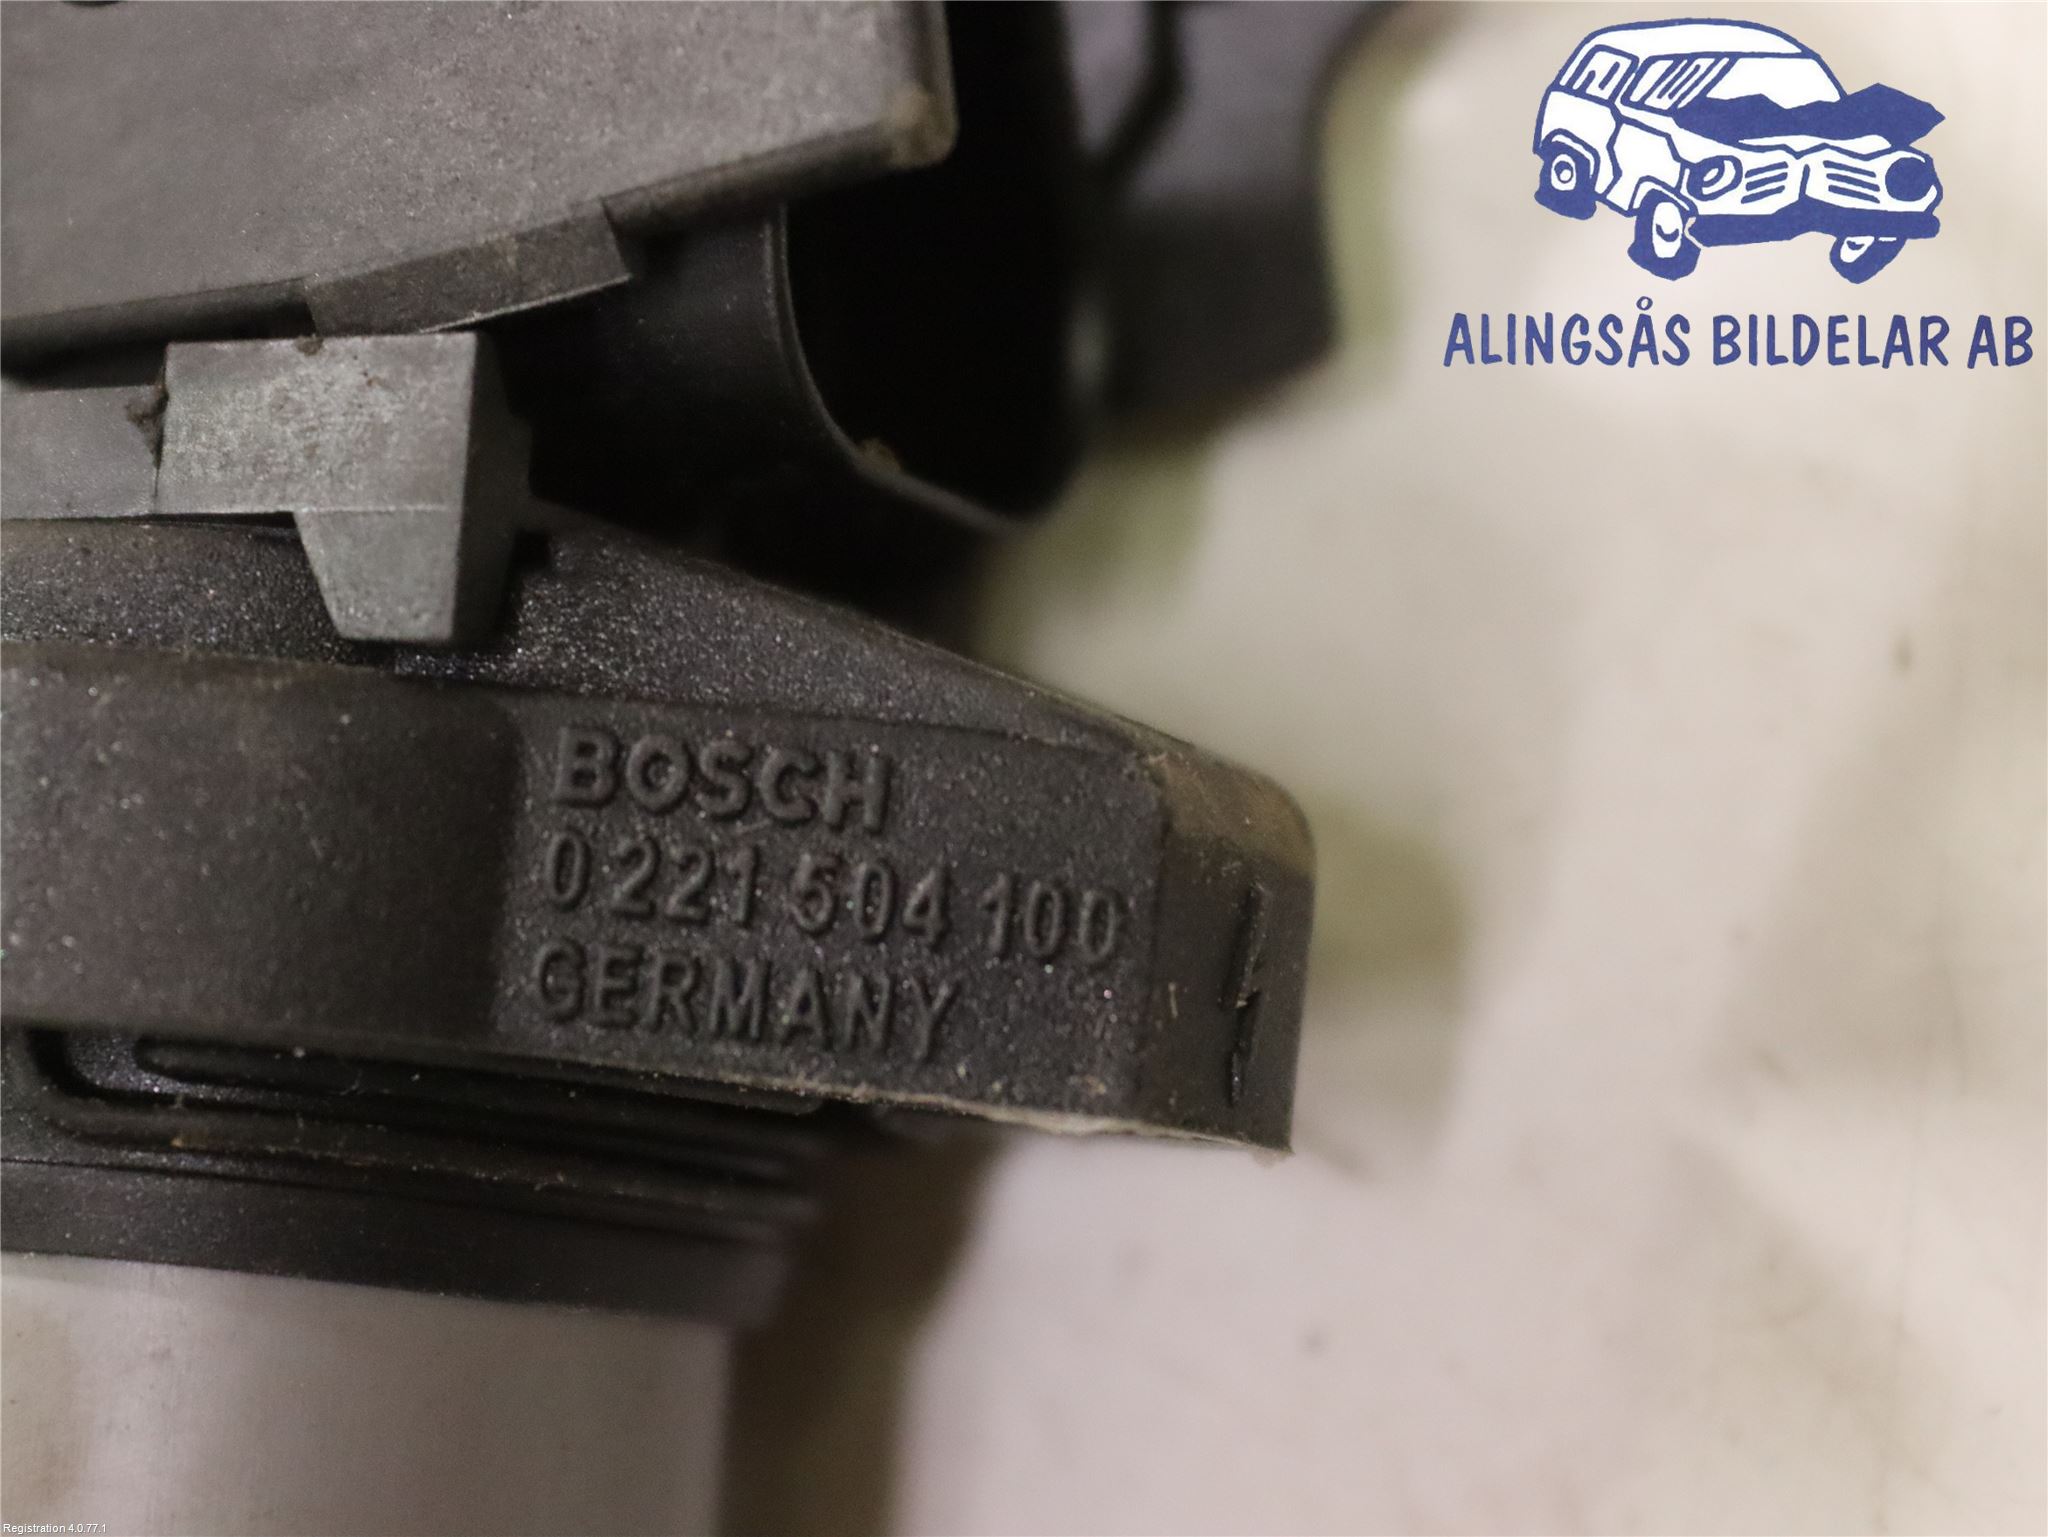 ALINGSÅS BILDELAR AB
BOSCH
0 221 504 100
GERMANY
Registration 4.0.77.1